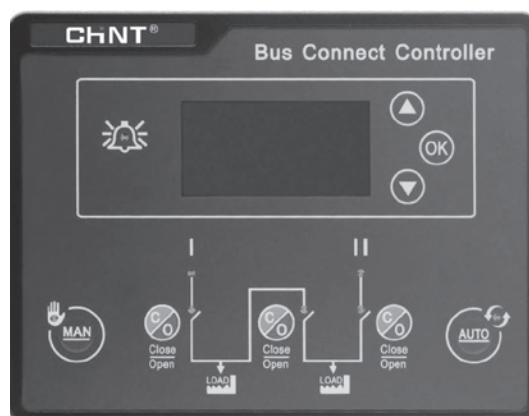 CHNT®
Bus Connect Controller
OK
I
II
MAN
C/O
C/O
C/O
AUTO
Close
Open
Close
Open
Close
Open
LOAD
LOAD